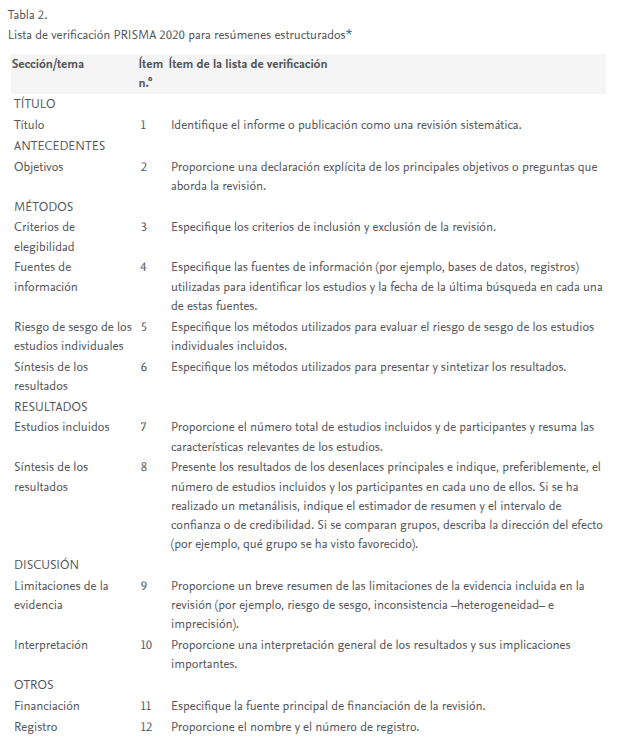 Tabla 2.
Lista de verificación PRISMA 2020 para resúmenes estructurados*
Sección/tema Ítem n.º Ítem de la lista de verificación
TÍTULO
Título 1 Identifique el informe o publicación como una revisión sistemática.
ANTECEDENTES
Objetivos 2 Proporcione una declaración explícita de los principales objetivos o preguntas que
aborda la revisión.
MÉTODOS
Criterios de 3 Especifique los criterios de inclusión y exclusión de la revisión.
elegibilidad
Fuentes de 4 Especifique las fuentes de información (por ejemplo, bases de datos, registros)
información utilizadas para identificar los estudios y la fecha de la última búsqueda en cada una
de estas fuentes.
Riesgo de sesgo de los 5 Especifique los métodos utilizados para evaluar el riesgo de sesgo de los estudios
estudios individuales individuales incluidos.
Síntesis de los 6 Especifique los métodos utilizados para presentar y sintetizar los resultados.
resultados
RESULTADOS
Estudios incluidos 7 Proporcione el número total de estudios incluidos y de participantes y resuma las
características relevantes de los estudios.
Síntesis de los 8 Presente los resultados de los desenlaces principales e indique, preferiblemente, el
resultados número de estudios incluidos y los participantes en cada uno de ellos. Si se ha
realizado un metanálisis, indique el estimador de resumen y el intervalo de
confianza o de credibilidad. Si se comparan grupos, describa la dirección del efecto
(por ejemplo, qué grupo se ha visto favorecido).
DISCUSIÓN
Limitaciones de la 9 Proporcione un breve resumen de las limitaciones de la evidencia incluida en la
evidencia revisión (por ejemplo, riesgo de sesgo, inconsistencia –heterogeneidad– e
imprecisión).
Interpretación 10 Proporcione una interpretación general de los resultados y sus implicaciones
importantes.
OTROS
Financiación 11 Especifique la fuente principal de financiación de la revisión.
Registro 12 Proporcione el nombre y el número de registro.